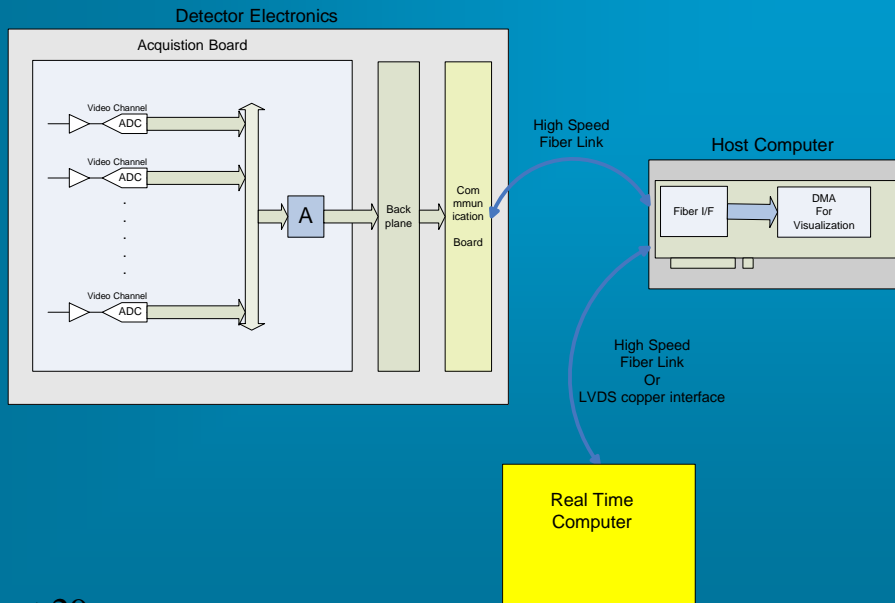 Detector Electronics
Acquistion Board
Video Channel
ADC
Video Channel
ADC
Video Channel
ADC
A
Back
plane
Com
mmun
ication
Board
High Speed
Fiber Link
Host Computer
Fiber I/F
DMA
For
Visualization
High Speed
Fiber Link
Or
LVDS copper interface
Real Time
Computer